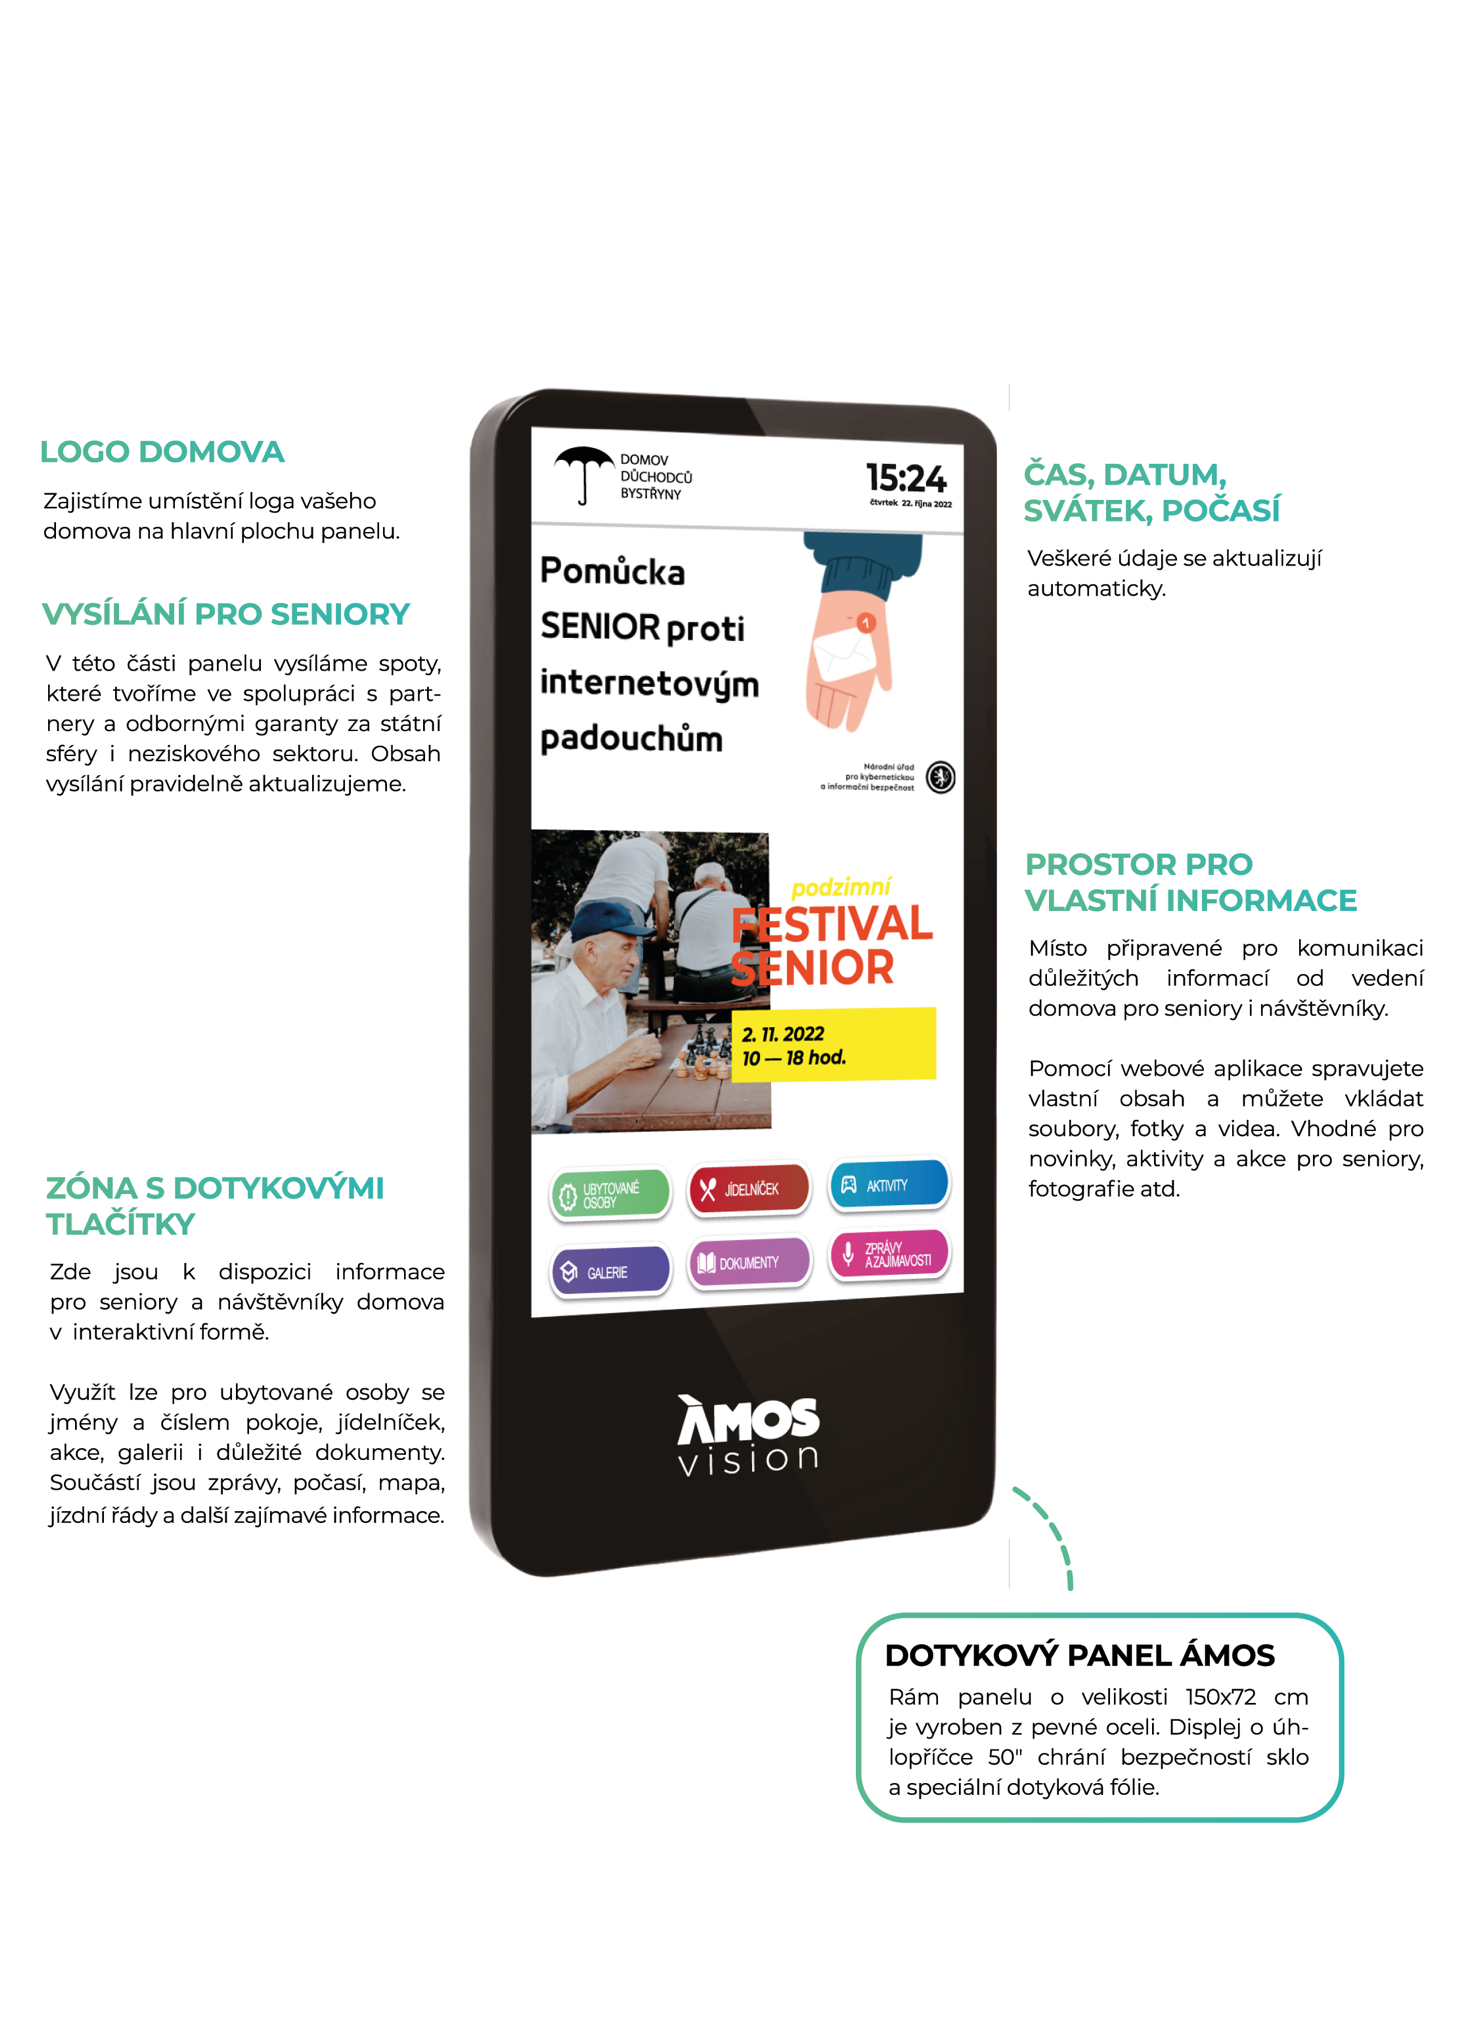 LOGO DOMOVA
Zajistíme umístění loga vašeho
domova na hlavní plochu panelu.
VYSÍLÁNÍ PRO SENIORY
V této části panelu vysíláme spoty,
které tvoříme ve spolupráci s part-
nery a odbornými garanty za státní
sféry i neziskového sektoru. Obsah
vysílání pravidelně aktualizujeme.
ZÓNA S DOTYKOVÝMI
TLAČÍTKY
Zde jsou k dispozici informace
pro seniory a návštěvníky domova
v interaktivní formě.
Využít lze pro ubytované osoby se
jmény a číslem pokoje, jídelníček,
akce, galerii i důležité dokumenty.
Součástí jsou zprávy, počasí, mapa,
jízdní řády a další zajímavé informace.
DOMOV
DŮCHODCŮ
BYSTŘYNY
15:24
čtvrtek 22. října 2022
Pomůcka
SENIOR proti
internetovým
padouchům
1
Národní úřad
pro kybernetickou
a informační bezpečnost
podzimní
FESTIVAL
SENIOR
2. 11. 2022
10 — 18 hod.
UBYTOVANÉ
OSOBY
JÍDELNÍČEK
AKTIVITY
GALERIE
DOKUMENTY
ZPRÁVY
A ZAJÍMAVOSTI
ÀMOS
vision
ČAS, DATUM,
SVÁTEK, POČASÍ
Veškeré údaje se aktualizují
automaticky.
PROSTOR PRO
VLASTNÍ INFORMACE
Místo připravené pro komunikaci
důležitých informací od vedení
domova pro seniory i návštěvníky.
Pomocí webové aplikace spravujete
vlastní obsah a můžete vkládat
soubory, fotky a videa. Vhodné pro
novinky, aktivity a akce pro seniory,
fotografie atd.
DOTYKOVÝ PANEL ÁMOS
Rám panelu o velikosti 150x72 cm
je vyroben z pevné oceli. Displej o úh-
lopříčce 50" chrání bezpečností sklo
a speciální dotyková fólie.